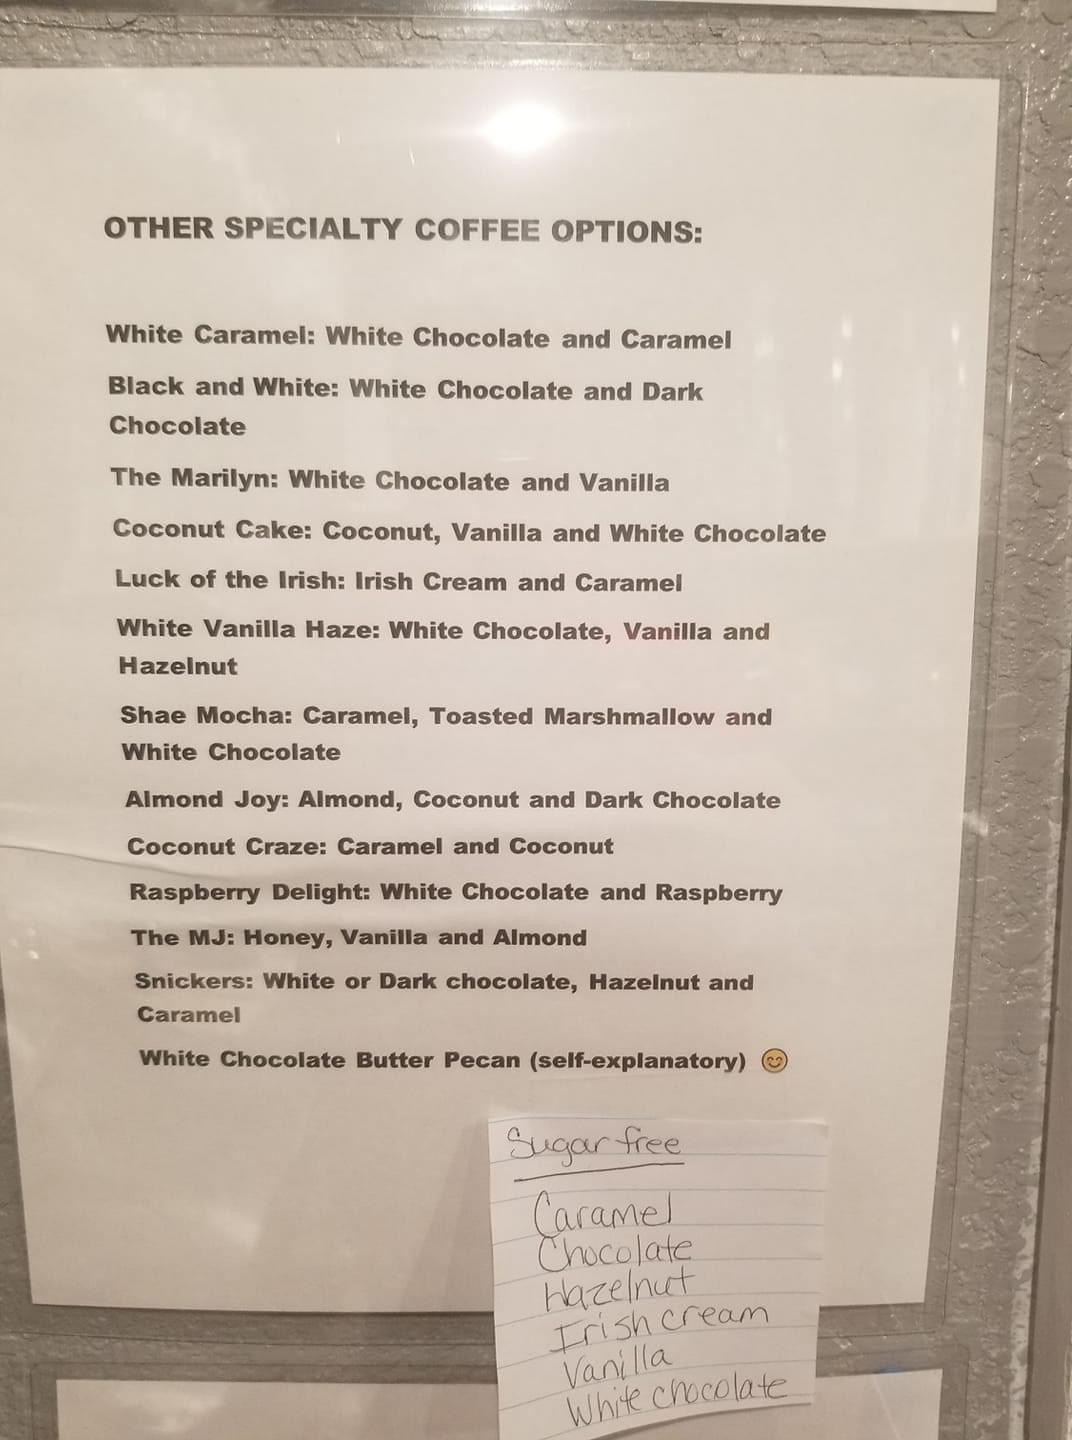 OTHER SPECIALTY COFFEE OPTIONS:
White Caramel: White Chocolate and Caramel
Black and White: White Chocolate and Dark
Chocolate
The Marilyn: White Chocolate and Vanilla
Coconut Cake: Coconut, Vanilla and White Chocolate
Luck of the Irish: Irish Cream and Caramel
White Vanilla Haze: White Chocolate, Vanilla and
Hazelnut
Shae Mocha: Caramel, Toasted Marshmallow and
White Chocolate
Almond Joy: Almond, Coconut and Dark Chocolate
Coconut Craze: Caramel and Coconut
Raspberry Delight: White Chocolate and Raspberry
The MJ: Honey, Vanilla and Almond
Snickers: White or Dark chocolate, Hazelnut and
Caramel
White Chocolate Butter Pecan (self-explanatory) 😊
Sugar free
Caramel
Chocolate
Hazelnut
Irish cream
Vanilla
White chocolate